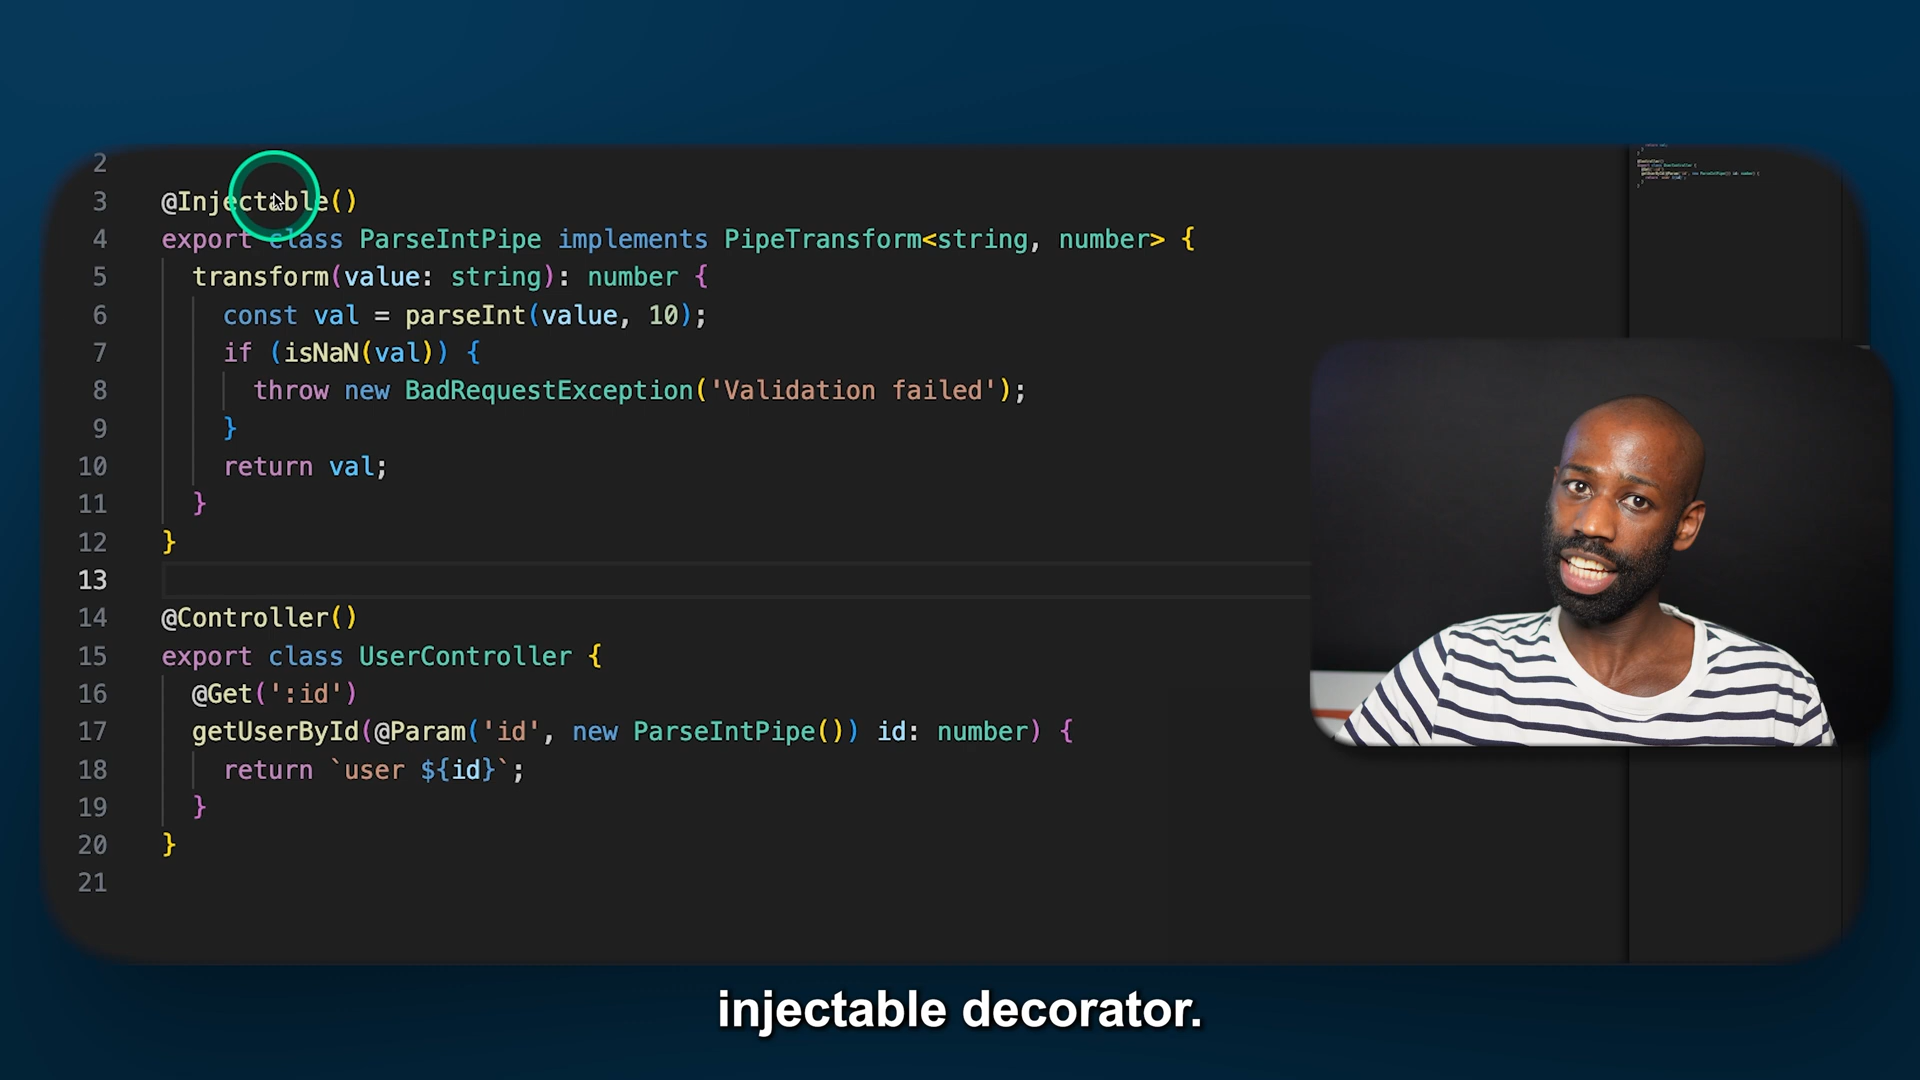 2
3 @Injectable()
4 export class ParseIntPipe implements PipeTransform<string, number> {
5 transform(value: string): number {
6 const val = parseInt(value, 10);
7 if (isNaN(val)) {
8 throw new BadRequestException('Validation failed');
9 }
10 return val;
11 }
12 }
13
14 @Controller()
15 export class UserController {
16 @Get(':id')
17 getUserById(@Param('id', new ParseIntPipe()) id: number) {
18 return `user ${id}`;
19 }
20 }
21
injectable decorator.